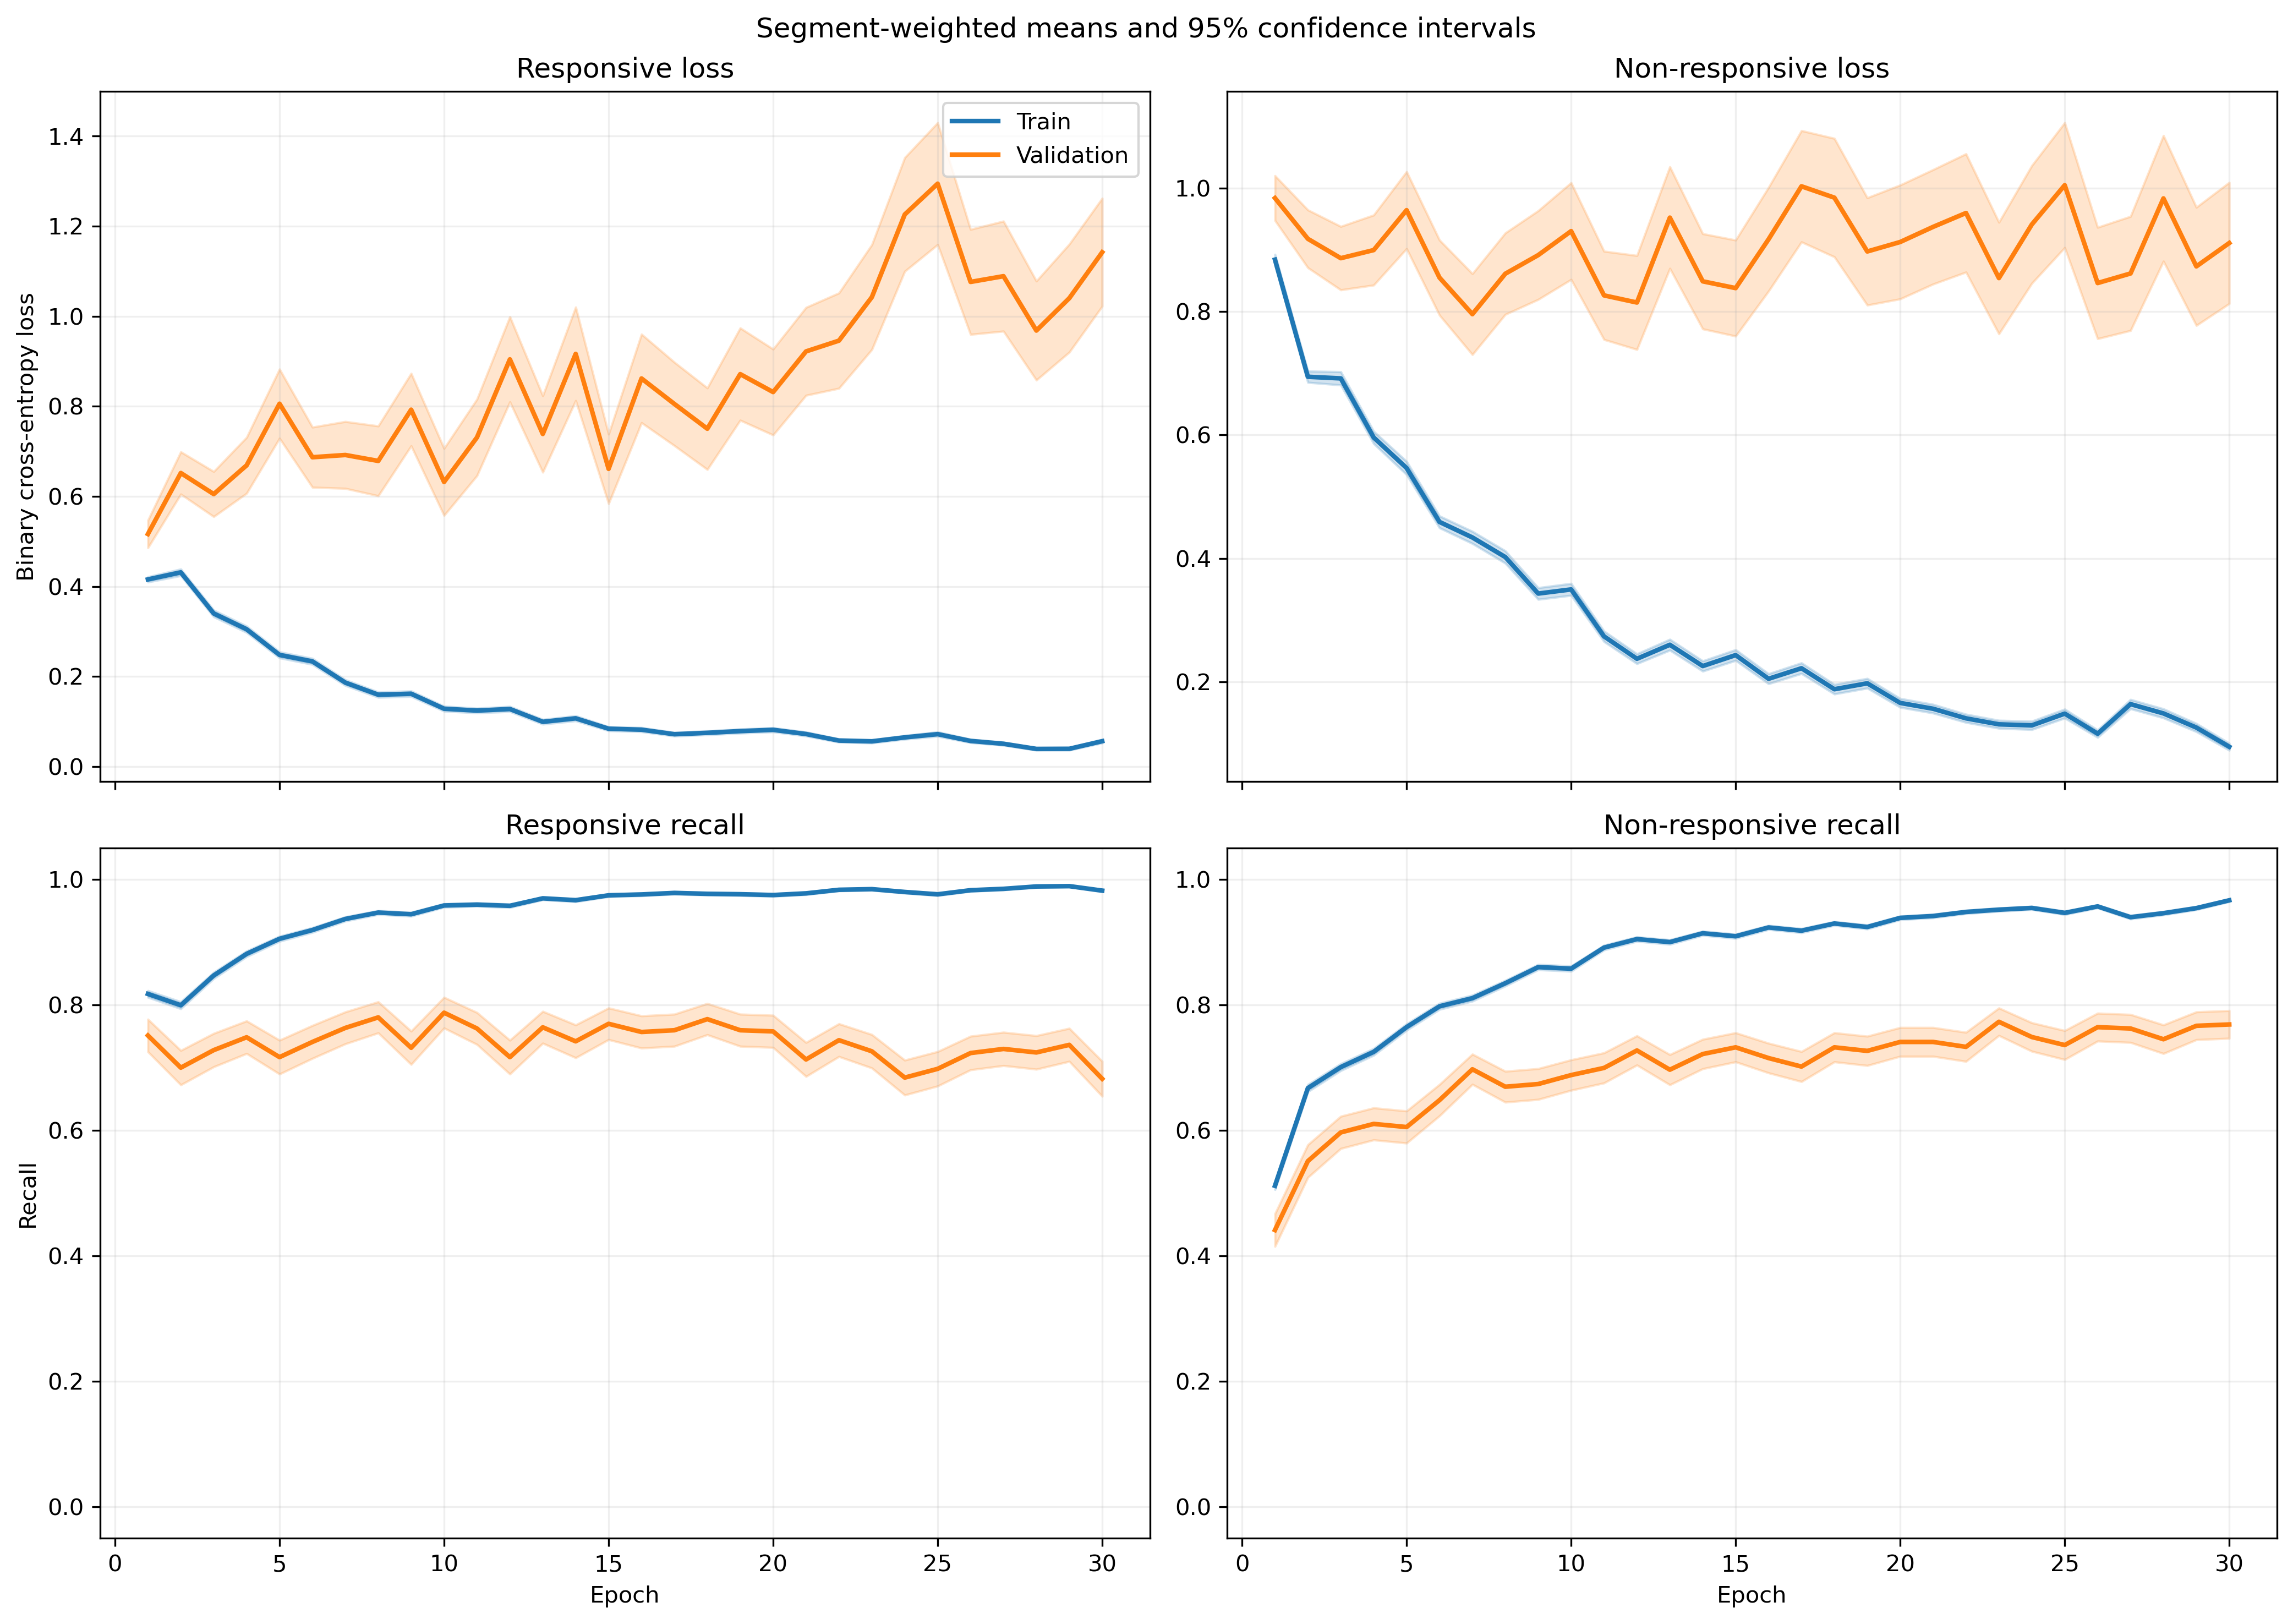 Segment-weighted means and 95% confidence intervals
Responsive loss
Non-responsive loss
Train
Validation
Binary cross-entropy loss
1.4
1.2
1.0
0.8
0.6
0.4
0.2
0.0
1.0
0.8
0.6
0.4
0.2
Responsive recall
Non-responsive recall
Recall
1.0
0.8
0.6
0.4
0.2
0.0
1.0
0.8
0.6
0.4
0.2
0.0
0 5 10 15 20 25 30
0 5 10 15 20 25 30
Epoch
Epoch